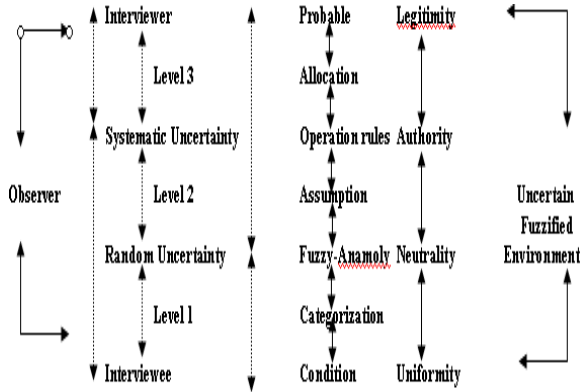 Interviewer Probable Legitimity
Level 3 Allocation
Systematic Uncertainty Operation rules Authority
Observer Level 2 Assumption Uncertain
Fuzzified
Random Uncertainty Fuzzy-Anamoly Neutrality Environment
Level 1 Categorization
Interviewee Condition Uniformity